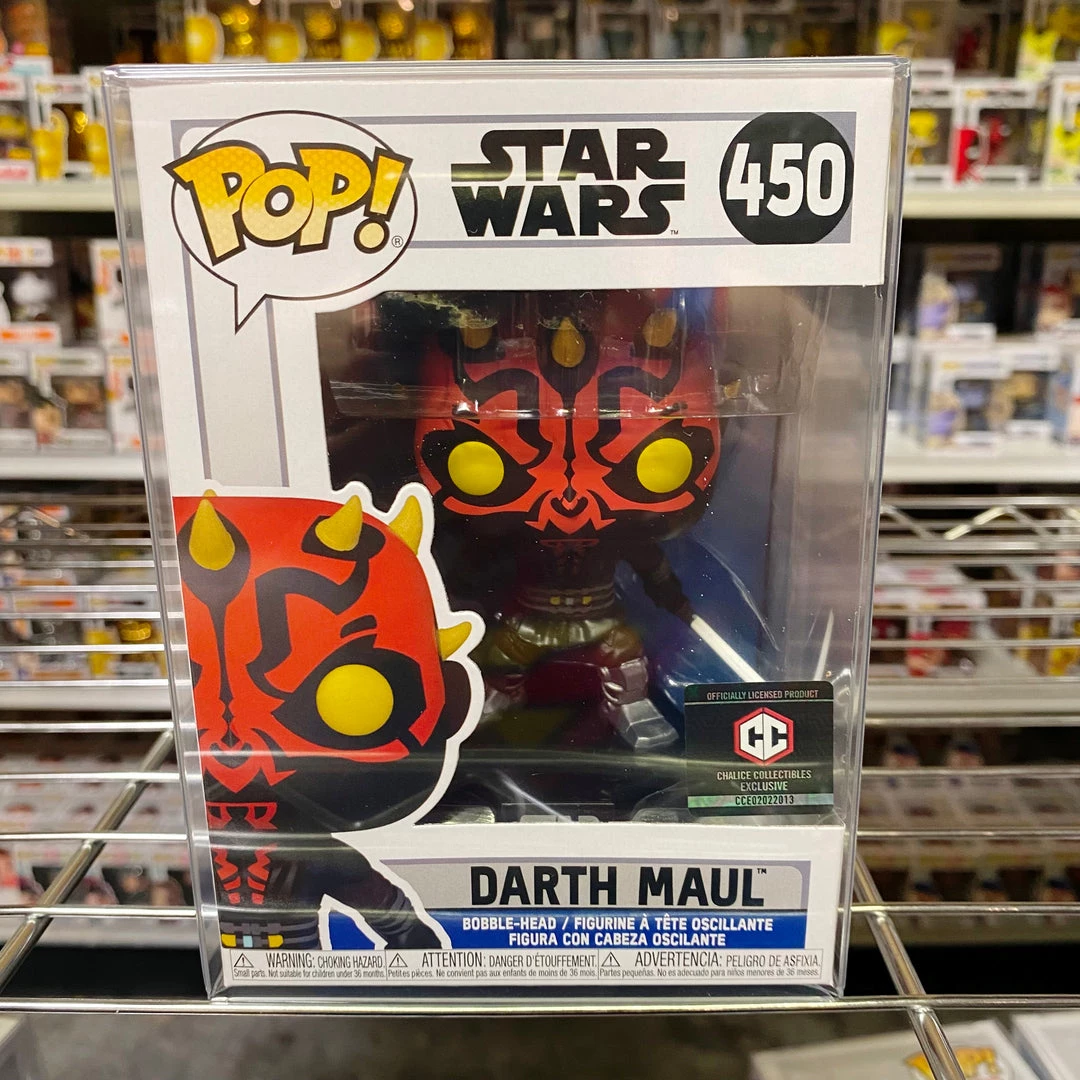 POP!
®
STAR
WARS
™
450
OFFICIALLY LICENSED PRODUCT
CC
CHALICE COLLECTIBLES
EXCLUSIVE
CCE02022013
DARTH MAUL™
BOBBLE-HEAD / FIGURINE À TÊTE OSCILLANTE
FIGURA CON CABEZA OSCILANTE
WARNING: CHOKING HAZARD.
Small parts. Not suitable for children under 36 months.
ATTENTION: DANGER D'ÉTOUFFEMENT.
Petites pièces. Ne convient pas aux enfants de moins de 36 mois.
ADVERTENCIA: PELIGRO DE ASFIXIA.
Partes pequeñas. No es adecuado para niños menores de 36 meses.
POP!